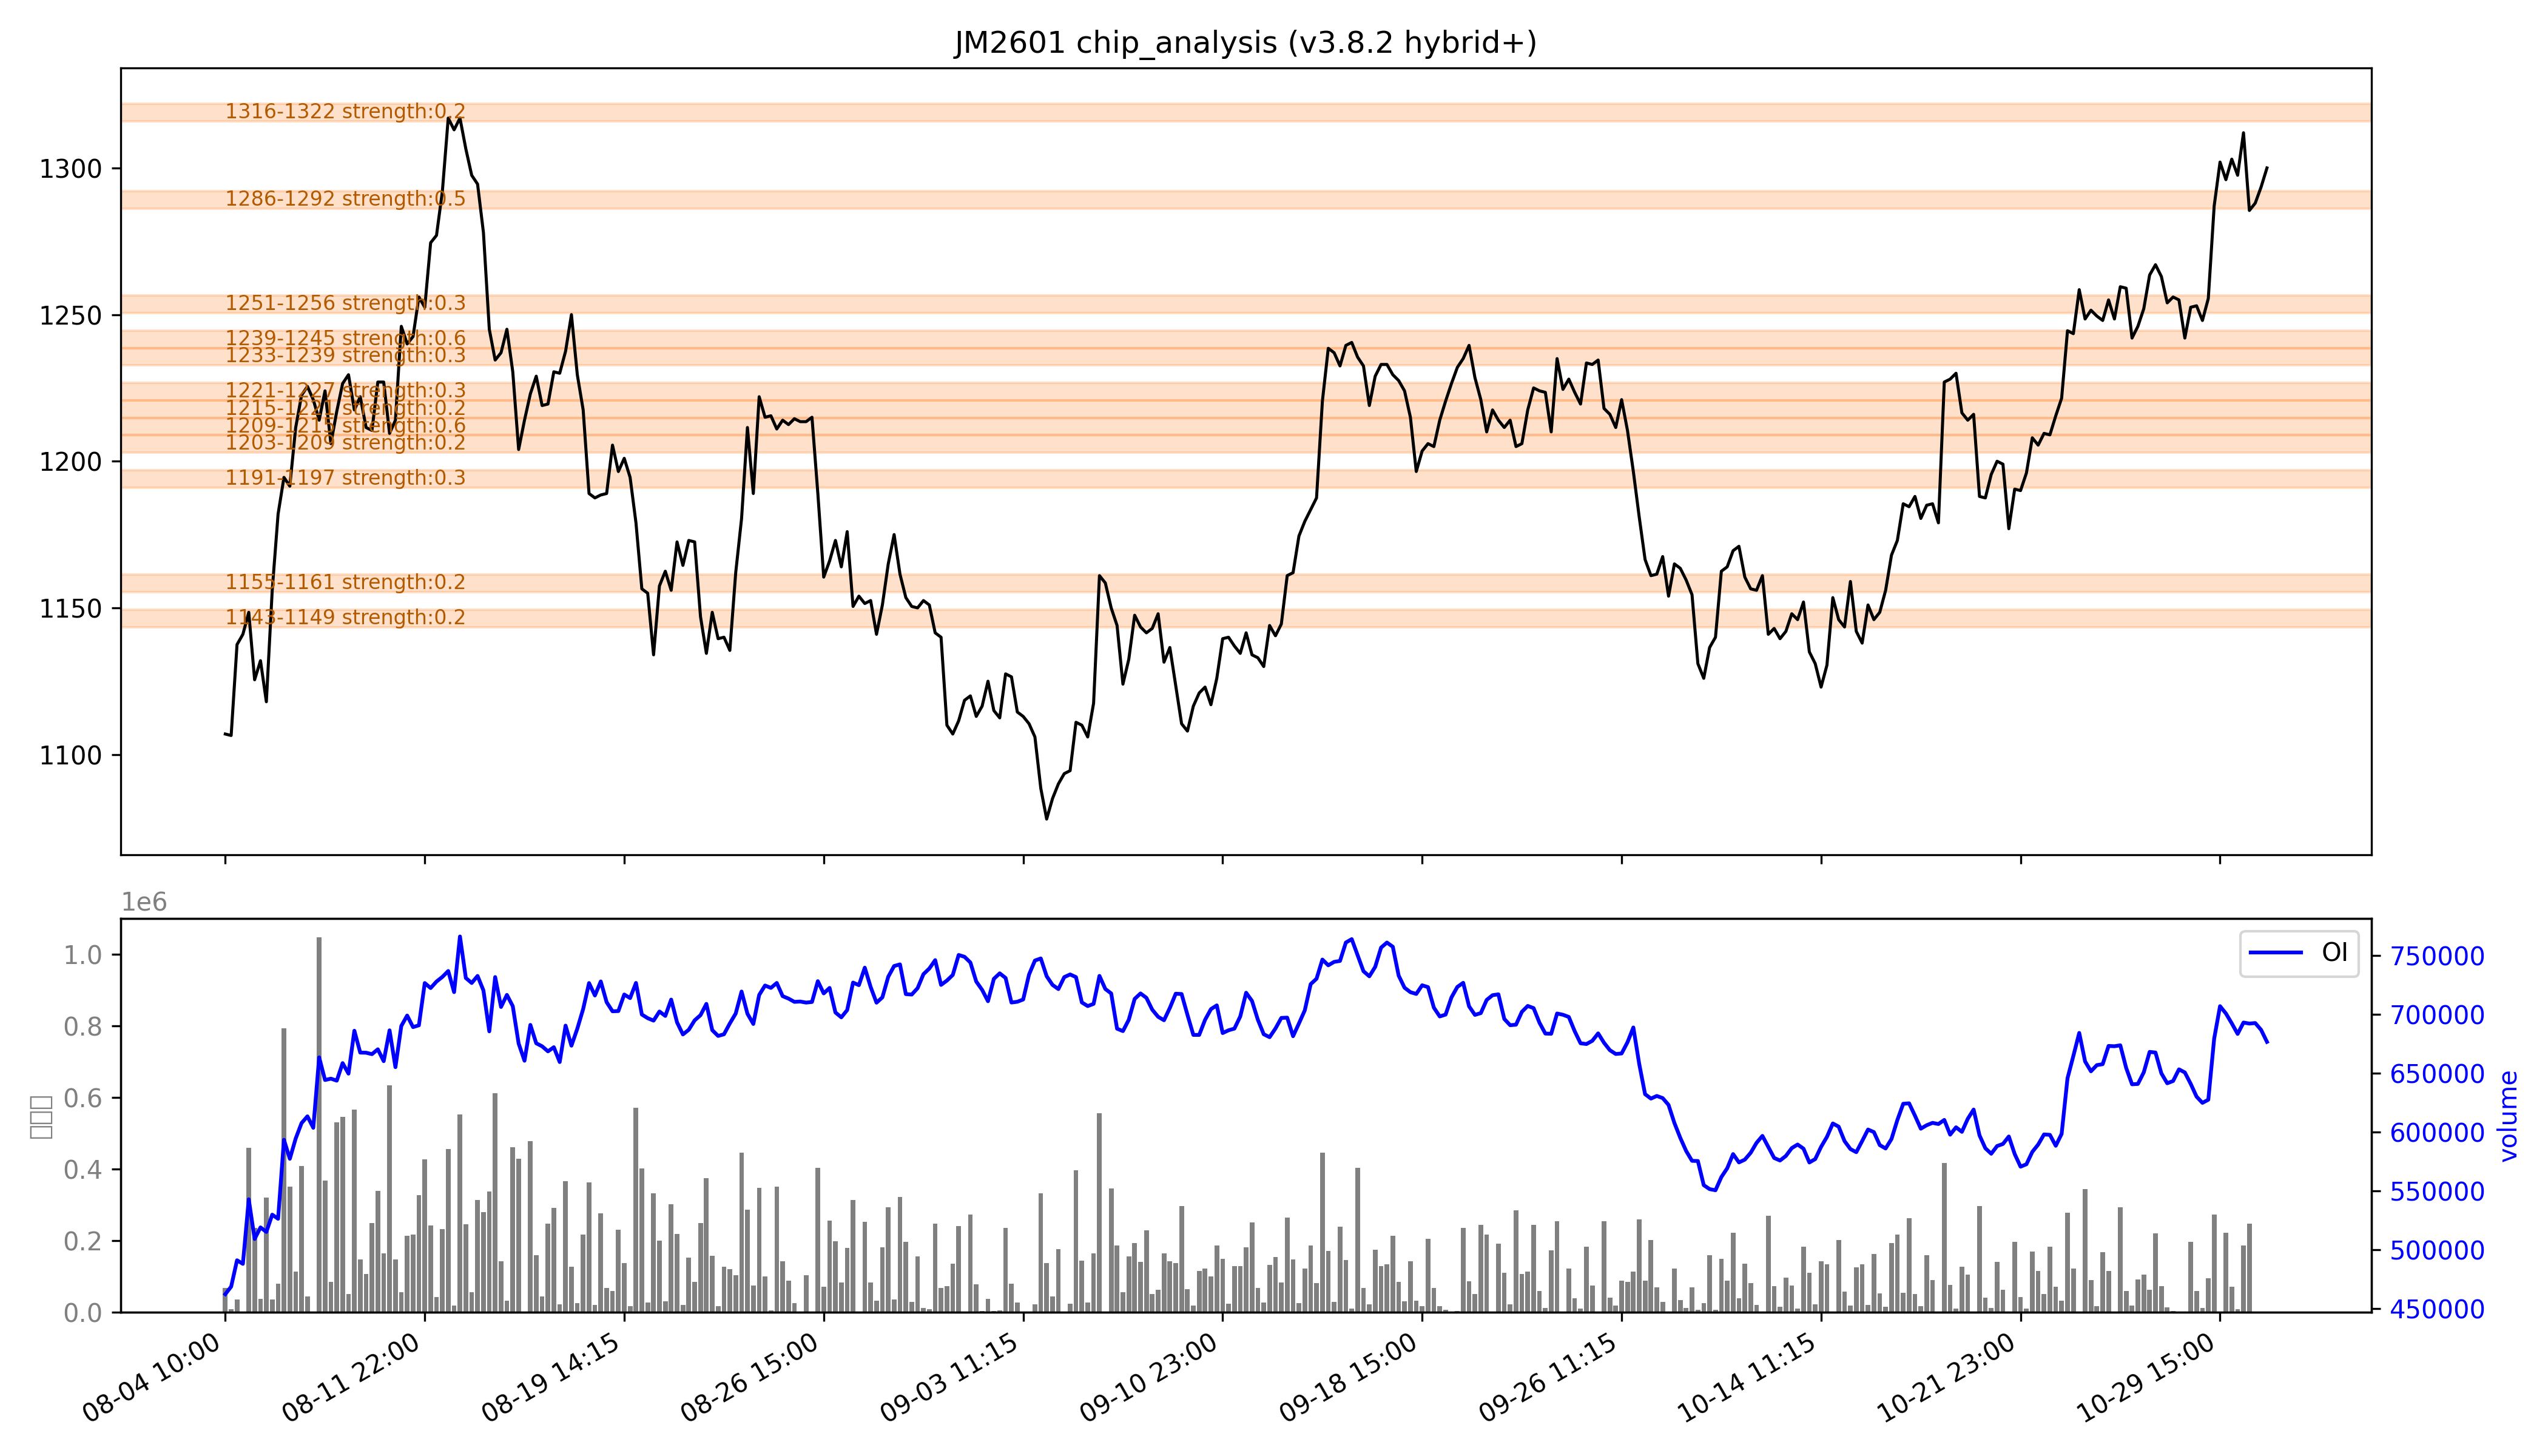 JM2601 chip_analysis (v3.8.2 hybrid+)
1316-1322 strength:0.2
1300
1286-1292 strength:0.5
1251-1256 strength:0.3
1250
1239-1245 strength:0.6
1233-1239 strength:0.3
1221-1227 strength:0.3
1215-1221 strength:0.2
1209-1215 strength:0.6
1203-1209 strength:0.2
1200
1191-1197 strength:0.3
1155-1161 strength:0.2
1150
1143-1149 strength:0.2
1100
1e6
1.0
0.8
0.6
0.4
0.2
0.0
OI
750000
700000
650000
600000
550000
500000
450000
volume
08-04 10:00
08-11 22:00
08-19 14:15
08-26 15:00
09-03 11:15
09-10 23:00
09-18 15:00
09-26 11:15
10-14 11:15
10-21 23:00
10-29 15:00